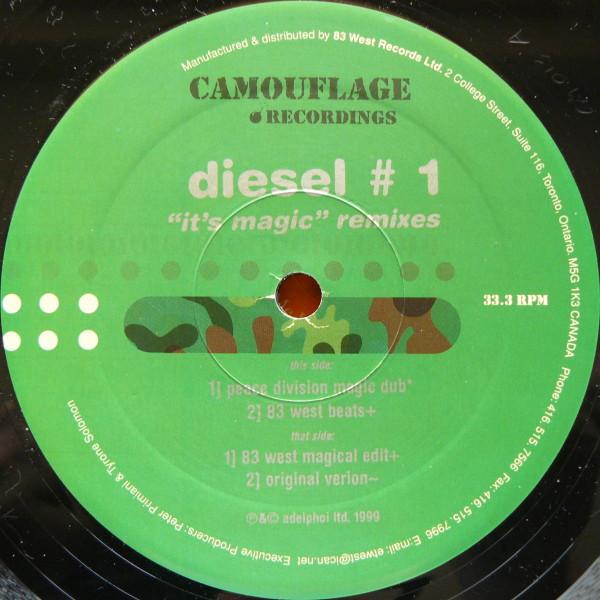 Manufactured & distributed by 83 West Records Ltd. 2 College Street, Suite 116, Toronto, Ontario. M5G 1K3 CANADA Phone: 416.515.7566 Fax: 416.515.7996 E:mail: etwest@ican.net
CAMOUFLAGE
RECORDINGS
diesel # 1
“it's magic” remixes
33.3 RPM
this side:
1] peace division magic dub*
2] 83 west beats+
that side:
1] 83 west magical edit+
2] original verion~
℗&© adelphoi ltd. 1999
Executive Producers: Peter Primiani & Tyrone Solomon